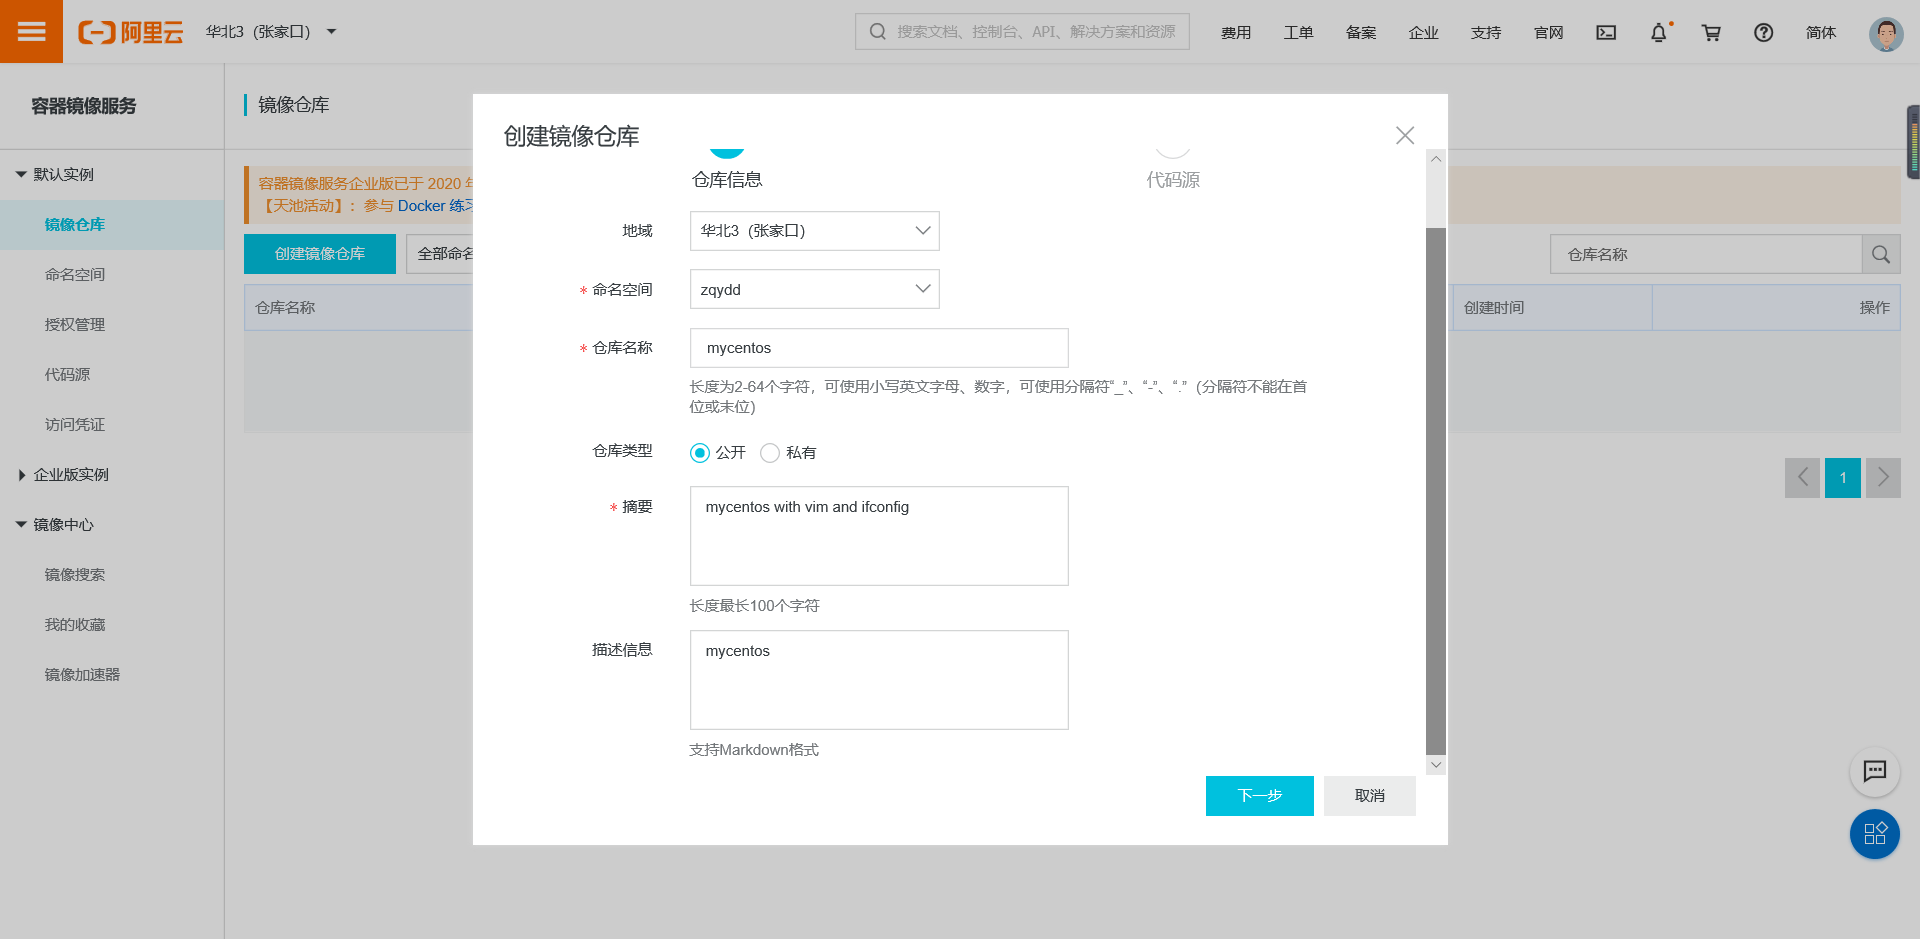 阿里云
华北3（张家口）
搜索文档、控制台、API、解决方案和资源
费用
工单
备案
企业
支持
官网
简体
容器镜像服务
默认实例
镜像仓库
命名空间
授权管理
代码源
访问凭证
企业版实例
镜像中心
镜像搜索
我的收藏
镜像加速器
镜像仓库
容器镜像服务企业版已于 2020 年
【天池活动】：参与 Docker 练习
创建镜像仓库
全部命名
仓库名称
仓库名称
创建时间
操作
1
创建镜像仓库
仓库信息
代码源
地域
华北3（张家口）
* 命名空间
zqydd
* 仓库名称
mycentos
长度为2-64个字符，可使用小写英文字母、数字，可使用分隔符“_”、“-”、“.”（分隔符不能在首
位或末位）
仓库类型
公开
私有
* 摘要
mycentos with vim and ifconfig
长度最长100个字符
描述信息
mycentos
支持Markdown格式
下一步
取消